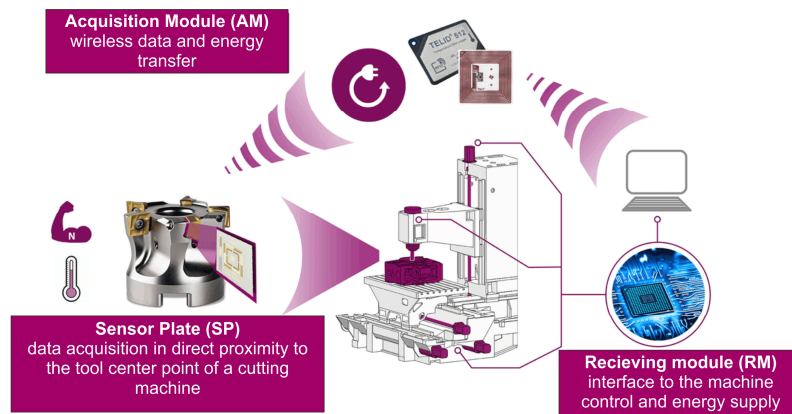 Acquisition Module (AM)
wireless data and energy
transfer
TELID® 512
N
Sensor Plate (SP)
data acquisition in direct proximity to
the tool center point of a cutting
machine
Recieving module (RM)
interface to the machine
control and energy supply